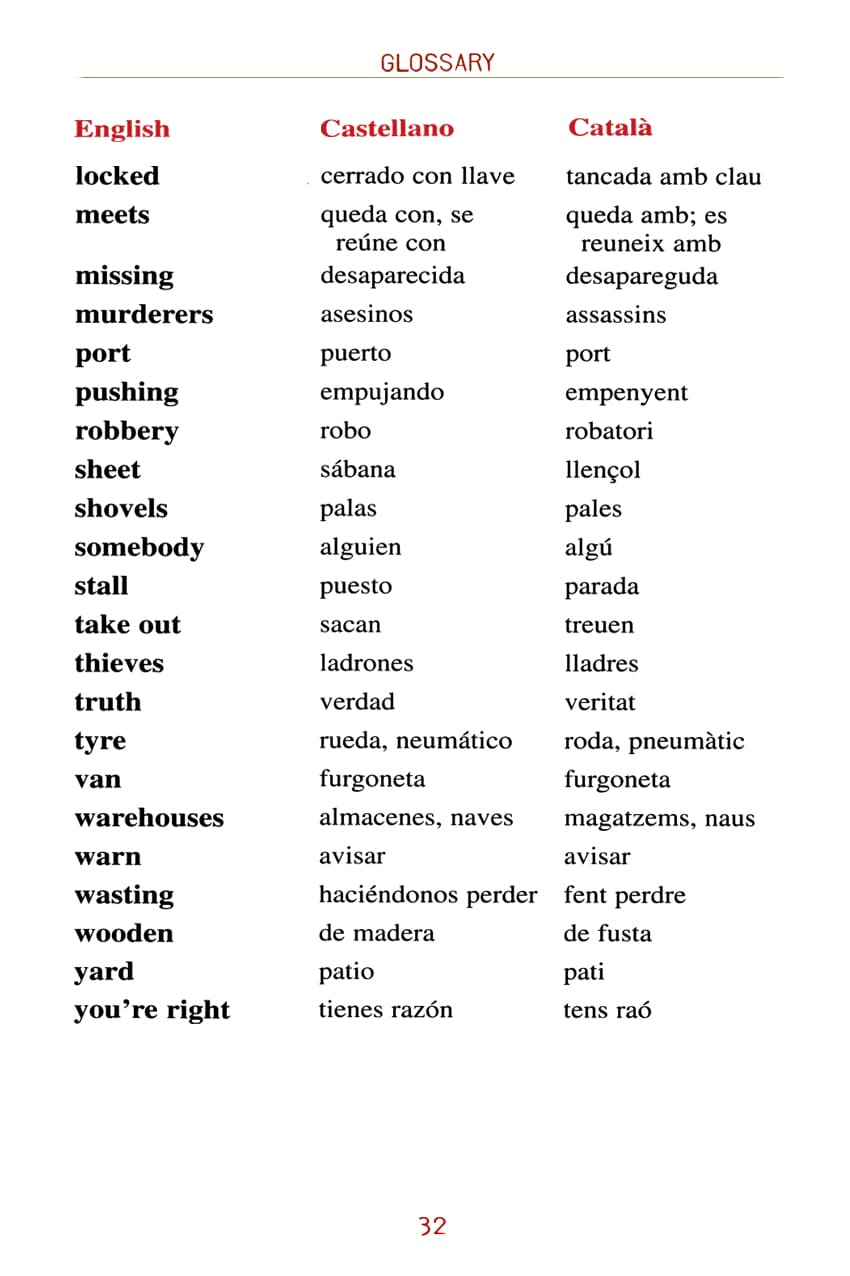 GLOSSARY
English Castellano Català
locked cerrado con llave tancada amb clau
meets queda con, se queda amb; es
reúne con reuneix amb
missing desaparecida desapareguda
murderers asesinos assassins
port puerto port
pushing empujando empenyent
robbery robo robatori
sheet sábana llençol
shovels palas pales
somebody alguien algú
stall puesto parada
take out sacan treuen
thieves ladrones lladres
truth verdad veritat
tyre rueda, neumático roda, pneumàtic
van furgoneta furgoneta
warehouses almacenes, naves magatzems, naus
warn avisar avisar
wasting haciéndonos perder fent perdre
wooden de madera de fusta
yard patio pati
you’re right tienes razón tens raó
32